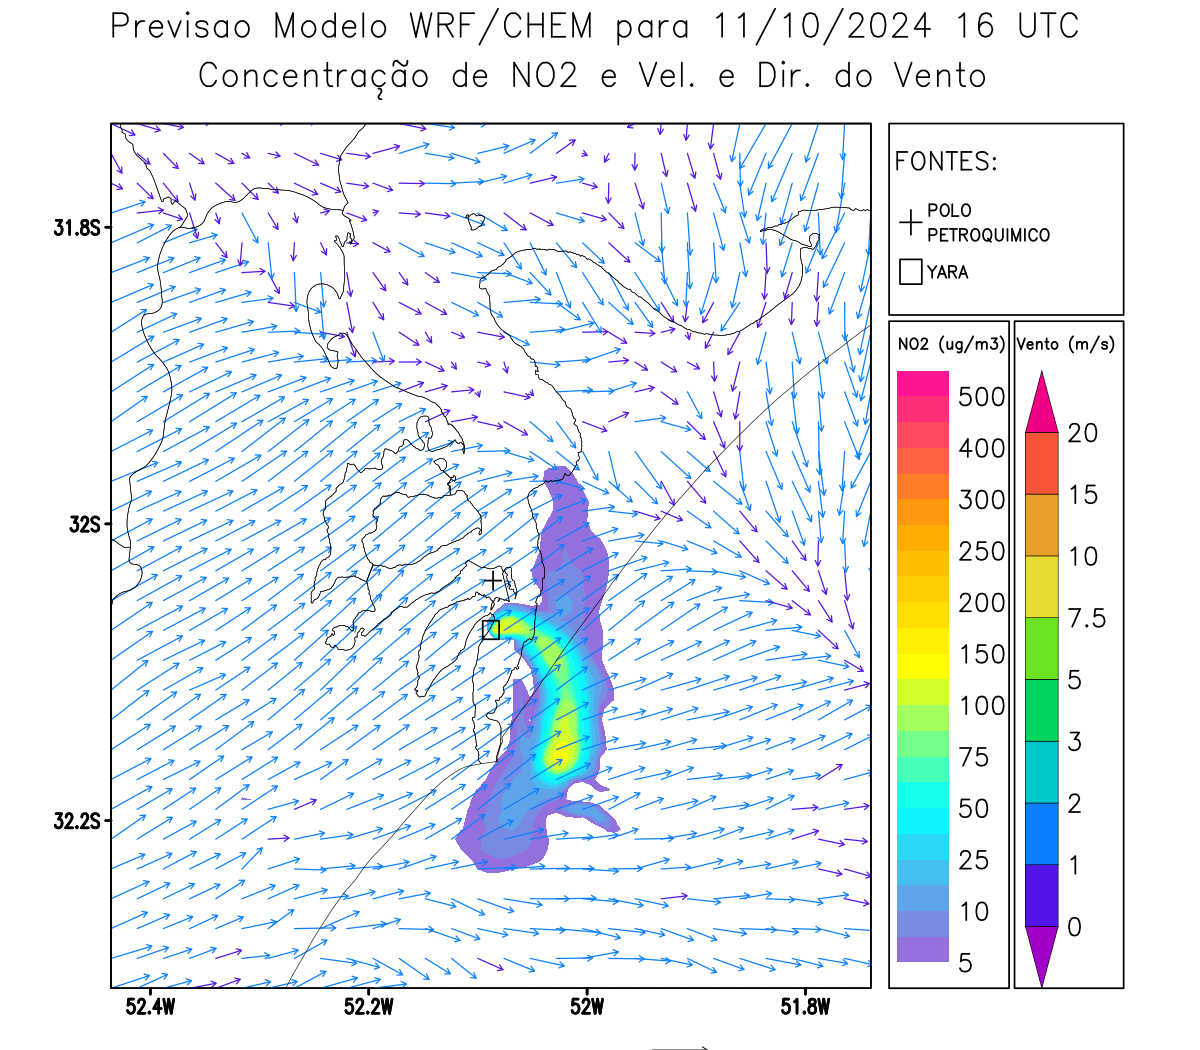 Previsao Modelo WRF/CHEM para 11/10/2024 16 UTC
Concentração de NO2 e Vel. e Dir. do Vento
FONTES:
POLO
PETROQUIMICO
YARA
31.8S
32S
32.2S
52.4W
52.2W
52W
51.8W
NO2 (ug/m3)
500
400
300
250
200
150
100
75
50
25
10
5
Vento (m/s)
20
15
10
7.5
5
3
2
1
0